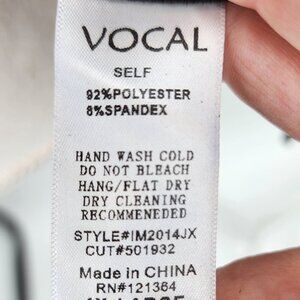 VOCAL
SELF
92%POLYESTER
8%SPANDEX
HAND WASH COLD
DO NOT BLEACH
HANG/FLAT DRY
DRY CLEANING
RECOMMENEDED
STYLE#IM2014JX
CUT#501932
Made in CHINA
RN#121364